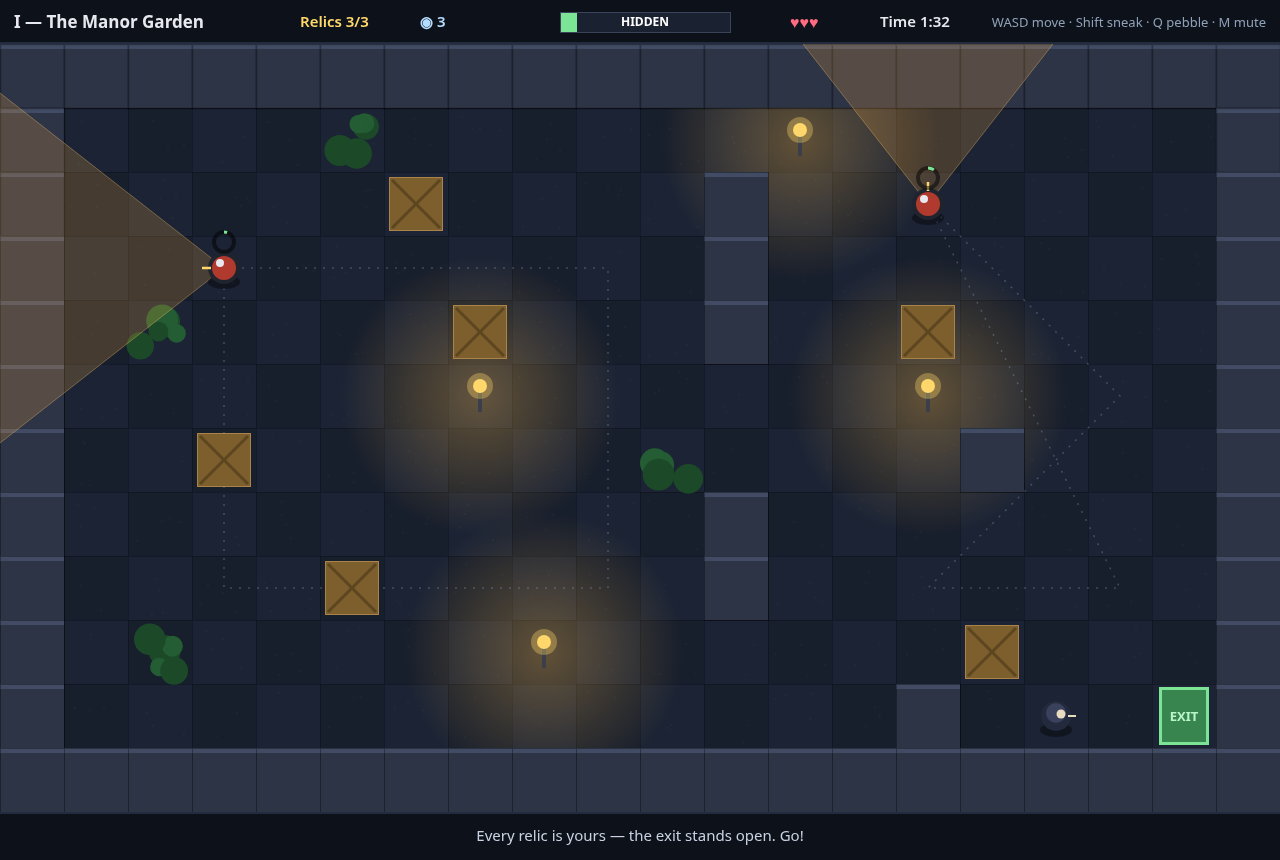 I — The Manor Garden
Relics 3/3
◉ 3
HIDDEN
♥♥♥
Time 1:32
WASD move · Shift sneak · Q pebble · M mute
EXIT
Every relic is yours — the exit stands open. Go!